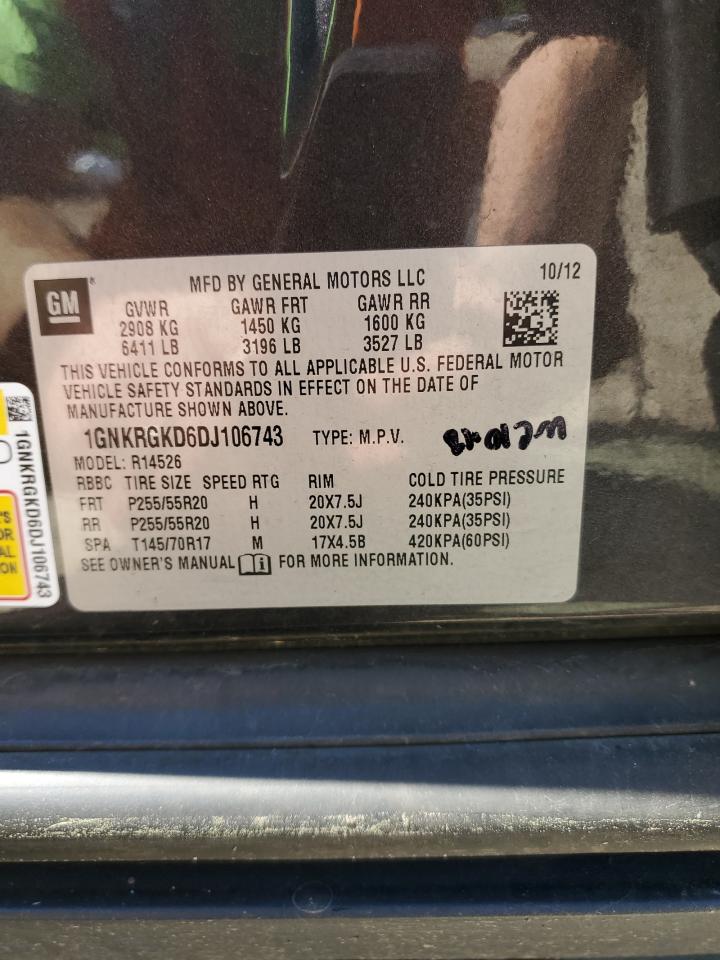 GM
MFD BY GENERAL MOTORS LLC 10/12
GVWR GAWR FRT GAWR RR
2908 KG 1450 KG 1600 KG
6411 LB 3196 LB 3527 LB
THIS VEHICLE CONFORMS TO ALL APPLICABLE U.S. FEDERAL MOTOR
VEHICLE SAFETY STANDARDS IN EFFECT ON THE DATE OF
MANUFACTURE SHOWN ABOVE.
1GNKRGKD6DJ106743 TYPE: M.P.V.
MODEL: R14526
RBBC TIRE SIZE SPEED RTG RIM COLD TIRE PRESSURE
FRT P255/55R20 H 20X7.5J 240KPA(35PSI)
RR P255/55R20 H 20X7.5J 240KPA(35PSI)
SPA T145/70R17 M 17X4.5B 420KPA(60PSI)
SEE OWNER'S MANUAL FOR MORE INFORMATION.
1GNKRGKD6DJ106743